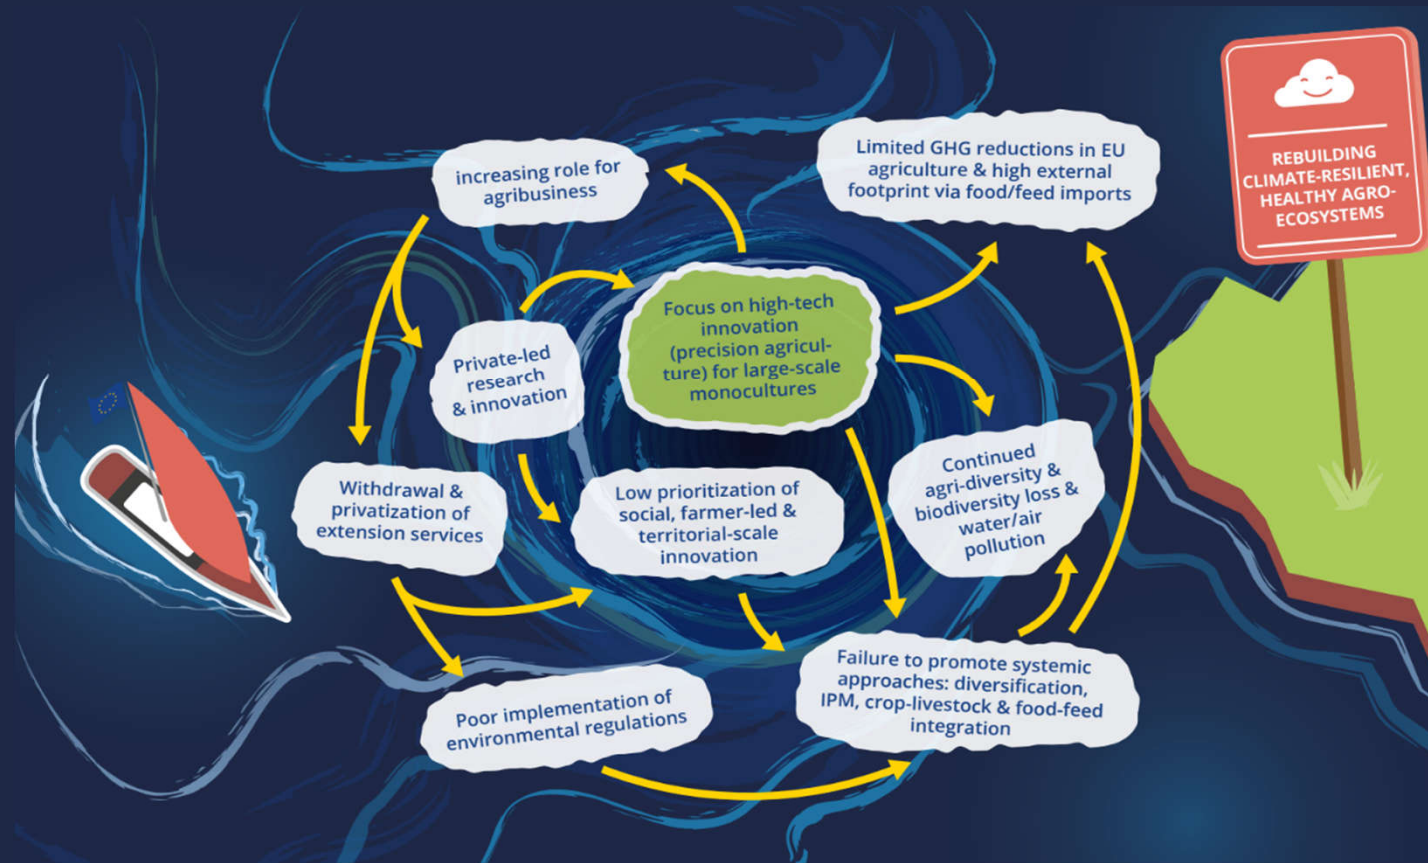 increasing role for
agribusiness
Limited GHG reductions in EU
agriculture & high external
footprint via food/feed imports
REBUILDING
CLIMATE-RESILIENT,
HEALTHY AGRO-
ECOSYSTEMS
Focus on high-tech
innovation
(precision agricul-
ture) for large-scale
monocultures
Private-led
research
& innovation
Withdrawal &
privatization of
extension services
Low prioritization of
social, farmer-led &
territorial-scale
innovation
Continued
agri-diversity &
biodiversity loss &
water/air
pollution
Poor implementation of
environmental regulations
Failure to promote systemic
approaches: diversification,
IPM, crop-livestock & food-feed
integration